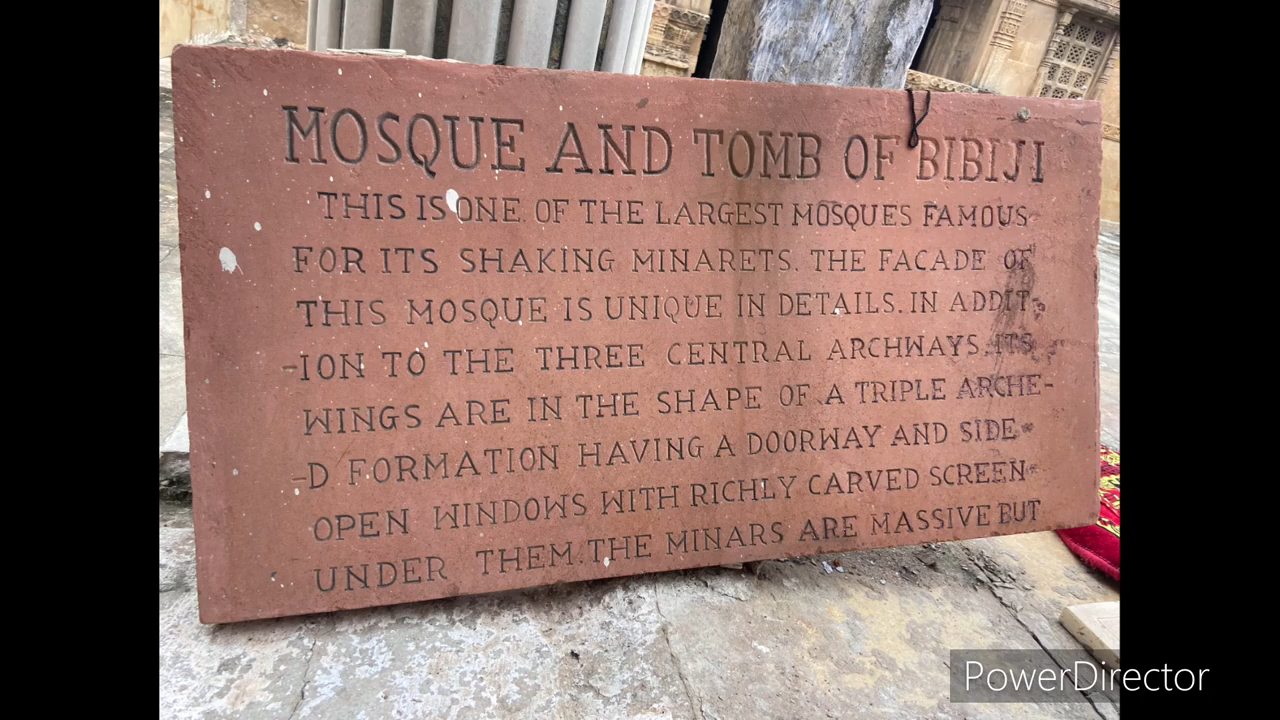 MOSQUE AND TOMB OF BIBIJI
THIS IS ONE OF THE LARGEST MOSQUES FAMOUS
FOR ITS SHAKING MINARETS. THE FACADE OF
THIS MOSQUE IS UNIQUE IN DETAILS. IN ADDIT-
-ION TO THE THREE CENTRAL ARCHWAYS, ITS
WINGS ARE IN THE SHAPE OF A TRIPLE ARCHE-
-D FORMATION HAVING A DOORWAY AND SIDE-
OPEN WINDOWS WITH RICHLY CARVED SCREEN-
UNDER THEM. THE MINARS ARE MASSIVE BUT
PowerDirector